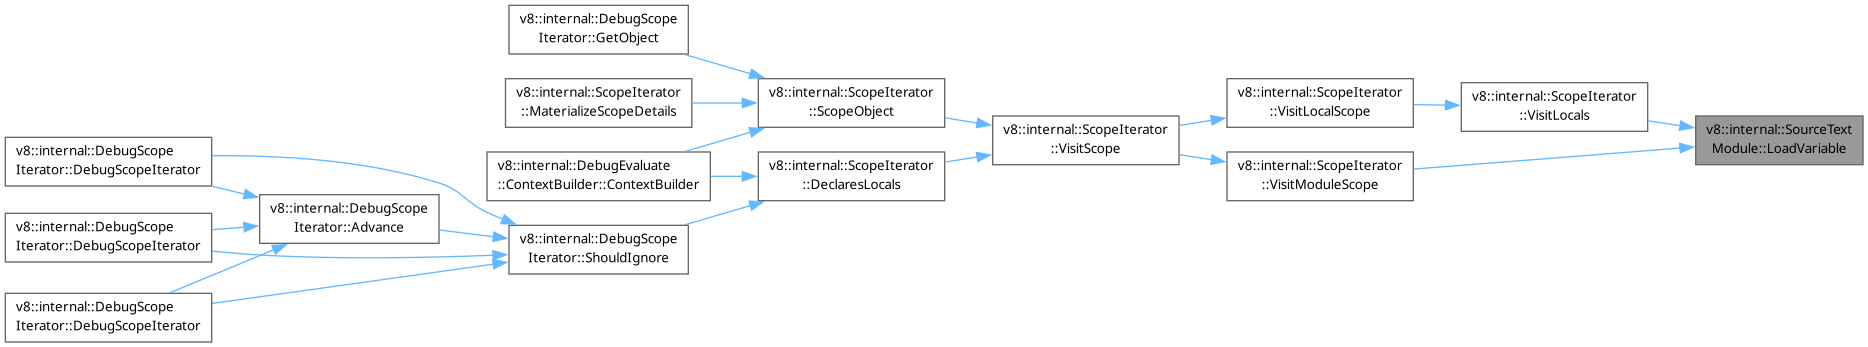 v8::internal::DebugScope
Iterator::GetObject
v8::internal::ScopeIterator
::MaterializeScopeDetails
v8::internal::ScopeIterator
::ScopeObject
v8::internal::ScopeIterator
::VisitLocalScope
v8::internal::ScopeIterator
::VisitLocals
v8::internal::SourceText
Module::LoadVariable
v8::internal::ScopeIterator
::VisitScope
v8::internal::DebugScope
Iterator::DebugScopeIterator
v8::internal::DebugEvaluate
::ContextBuilder::ContextBuilder
v8::internal::ScopeIterator
::DeclaresLocals
v8::internal::ScopeIterator
::VisitModuleScope
v8::internal::DebugScope
Iterator::Advance
v8::internal::DebugScope
Iterator::DebugScopeIterator
v8::internal::DebugScope
Iterator::ShouldIgnore
v8::internal::DebugScope
Iterator::DebugScopeIterator